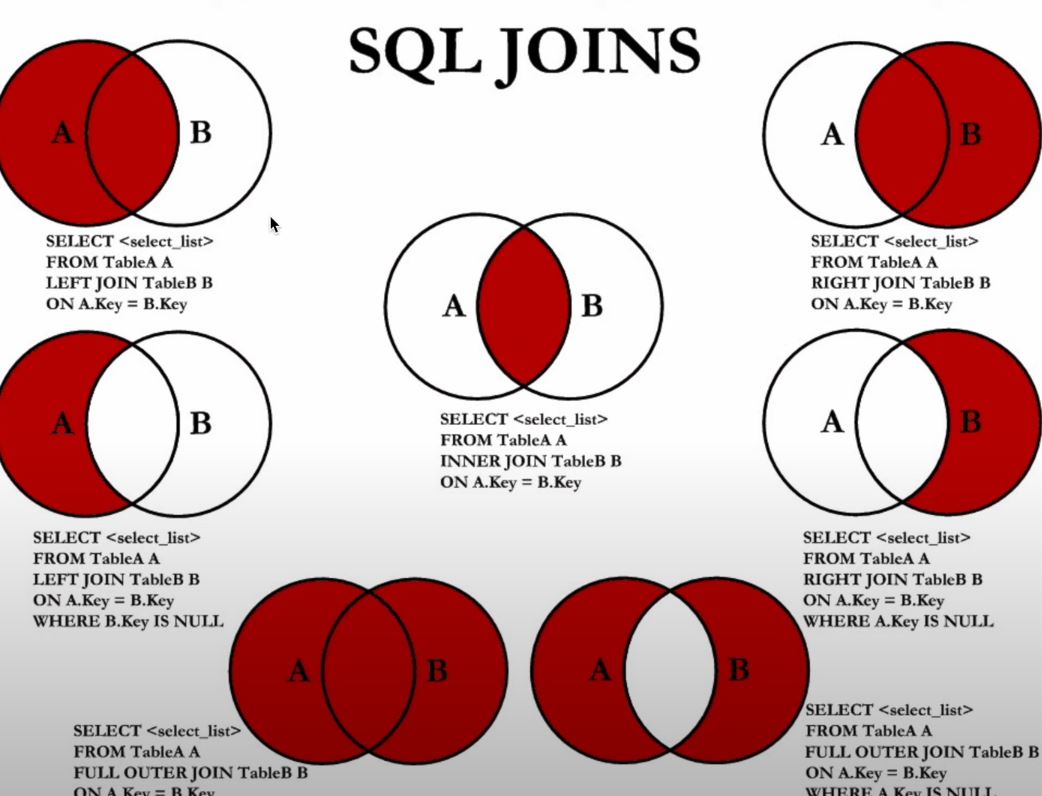 SQL JOINS
A B
SELECT <select_list>
FROM TableA A
LEFT JOIN TableB B
ON A.Key = B.Key
A B
SELECT <select_list>
FROM TableA A
RIGHT JOIN TableB B
ON A.Key = B.Key
A B
SELECT <select_list>
FROM TableA A
INNER JOIN TableB B
ON A.Key = B.Key
A B
SELECT <select_list>
FROM TableA A
LEFT JOIN TableB B
ON A.Key = B.Key
WHERE B.Key IS NULL
A B
SELECT <select_list>
FROM TableA A
RIGHT JOIN TableB B
ON A.Key = B.Key
WHERE A.Key IS NULL
A B
SELECT <select_list>
FROM TableA A
FULL OUTER JOIN TableB B
ON A.Key = B.Key
A B
SELECT <select_list>
FROM TableA A
FULL OUTER JOIN TableB B
ON A.Key = B.Key
WHERE A.Key IS NULL